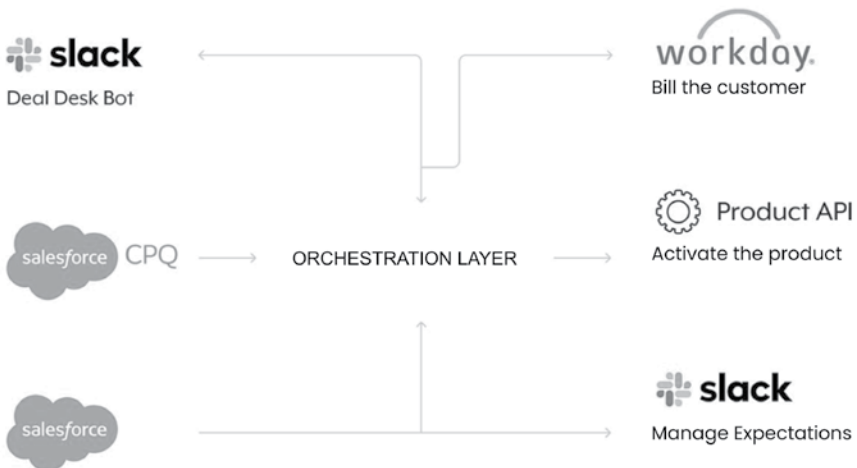 slack
Deal Desk Bot
workday.
Bill the customer
salesforce CPQ
ORCHESTRATION LAYER
Product API
Activate the product
salesforce
slack
Manage Expectations